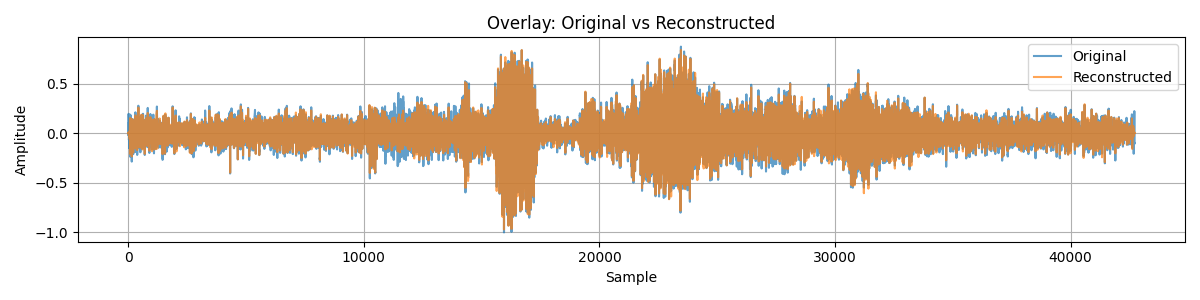 Overlay: Original vs Reconstructed
Original
Reconstructed
Amplitude
0.5
0.0
−0.5
−1.0
0 10000 20000 30000 40000
Sample